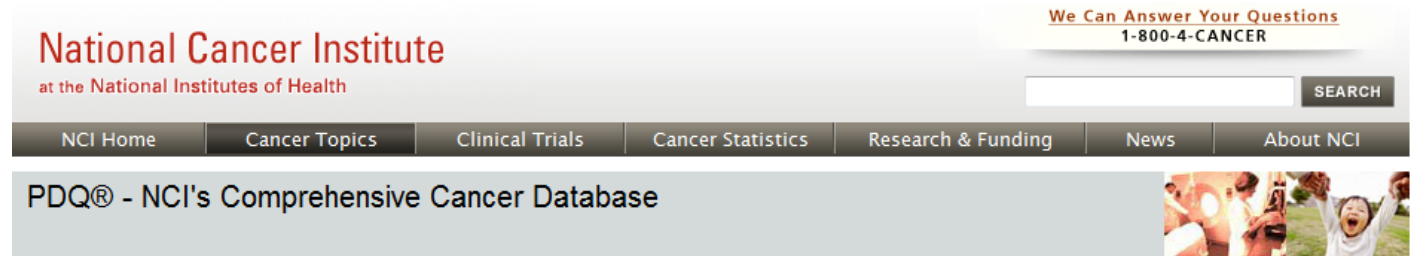 We Can Answer Your Questions
1-800-4-CANCER
National Cancer Institute
at the National Institutes of Health
SEARCH
NCI Home Cancer Topics Clinical Trials Cancer Statistics Research & Funding News About NCI
PDQ® - NCI's Comprehensive Cancer Database